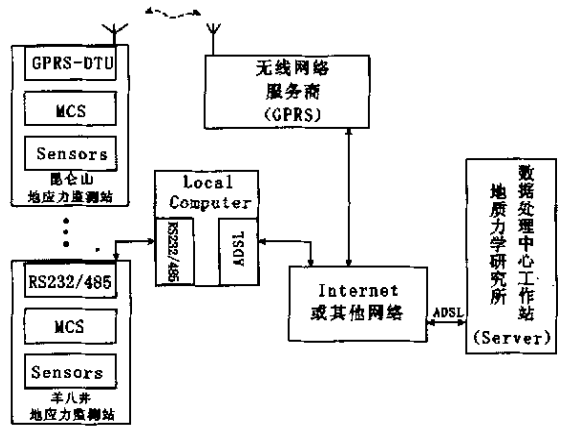 GPRS-DTU
MCS
Sensors
昆仑山
地应力监测站
无线网络
服务商
(GPRS)
Local
Computer
RS232/485
ADSL
RS232/485
MCS
Sensors
羊八井
地应力监测站
Internet
或其他网络
ADSL
数据处理中心工作站
地质力学研究所
(Server)